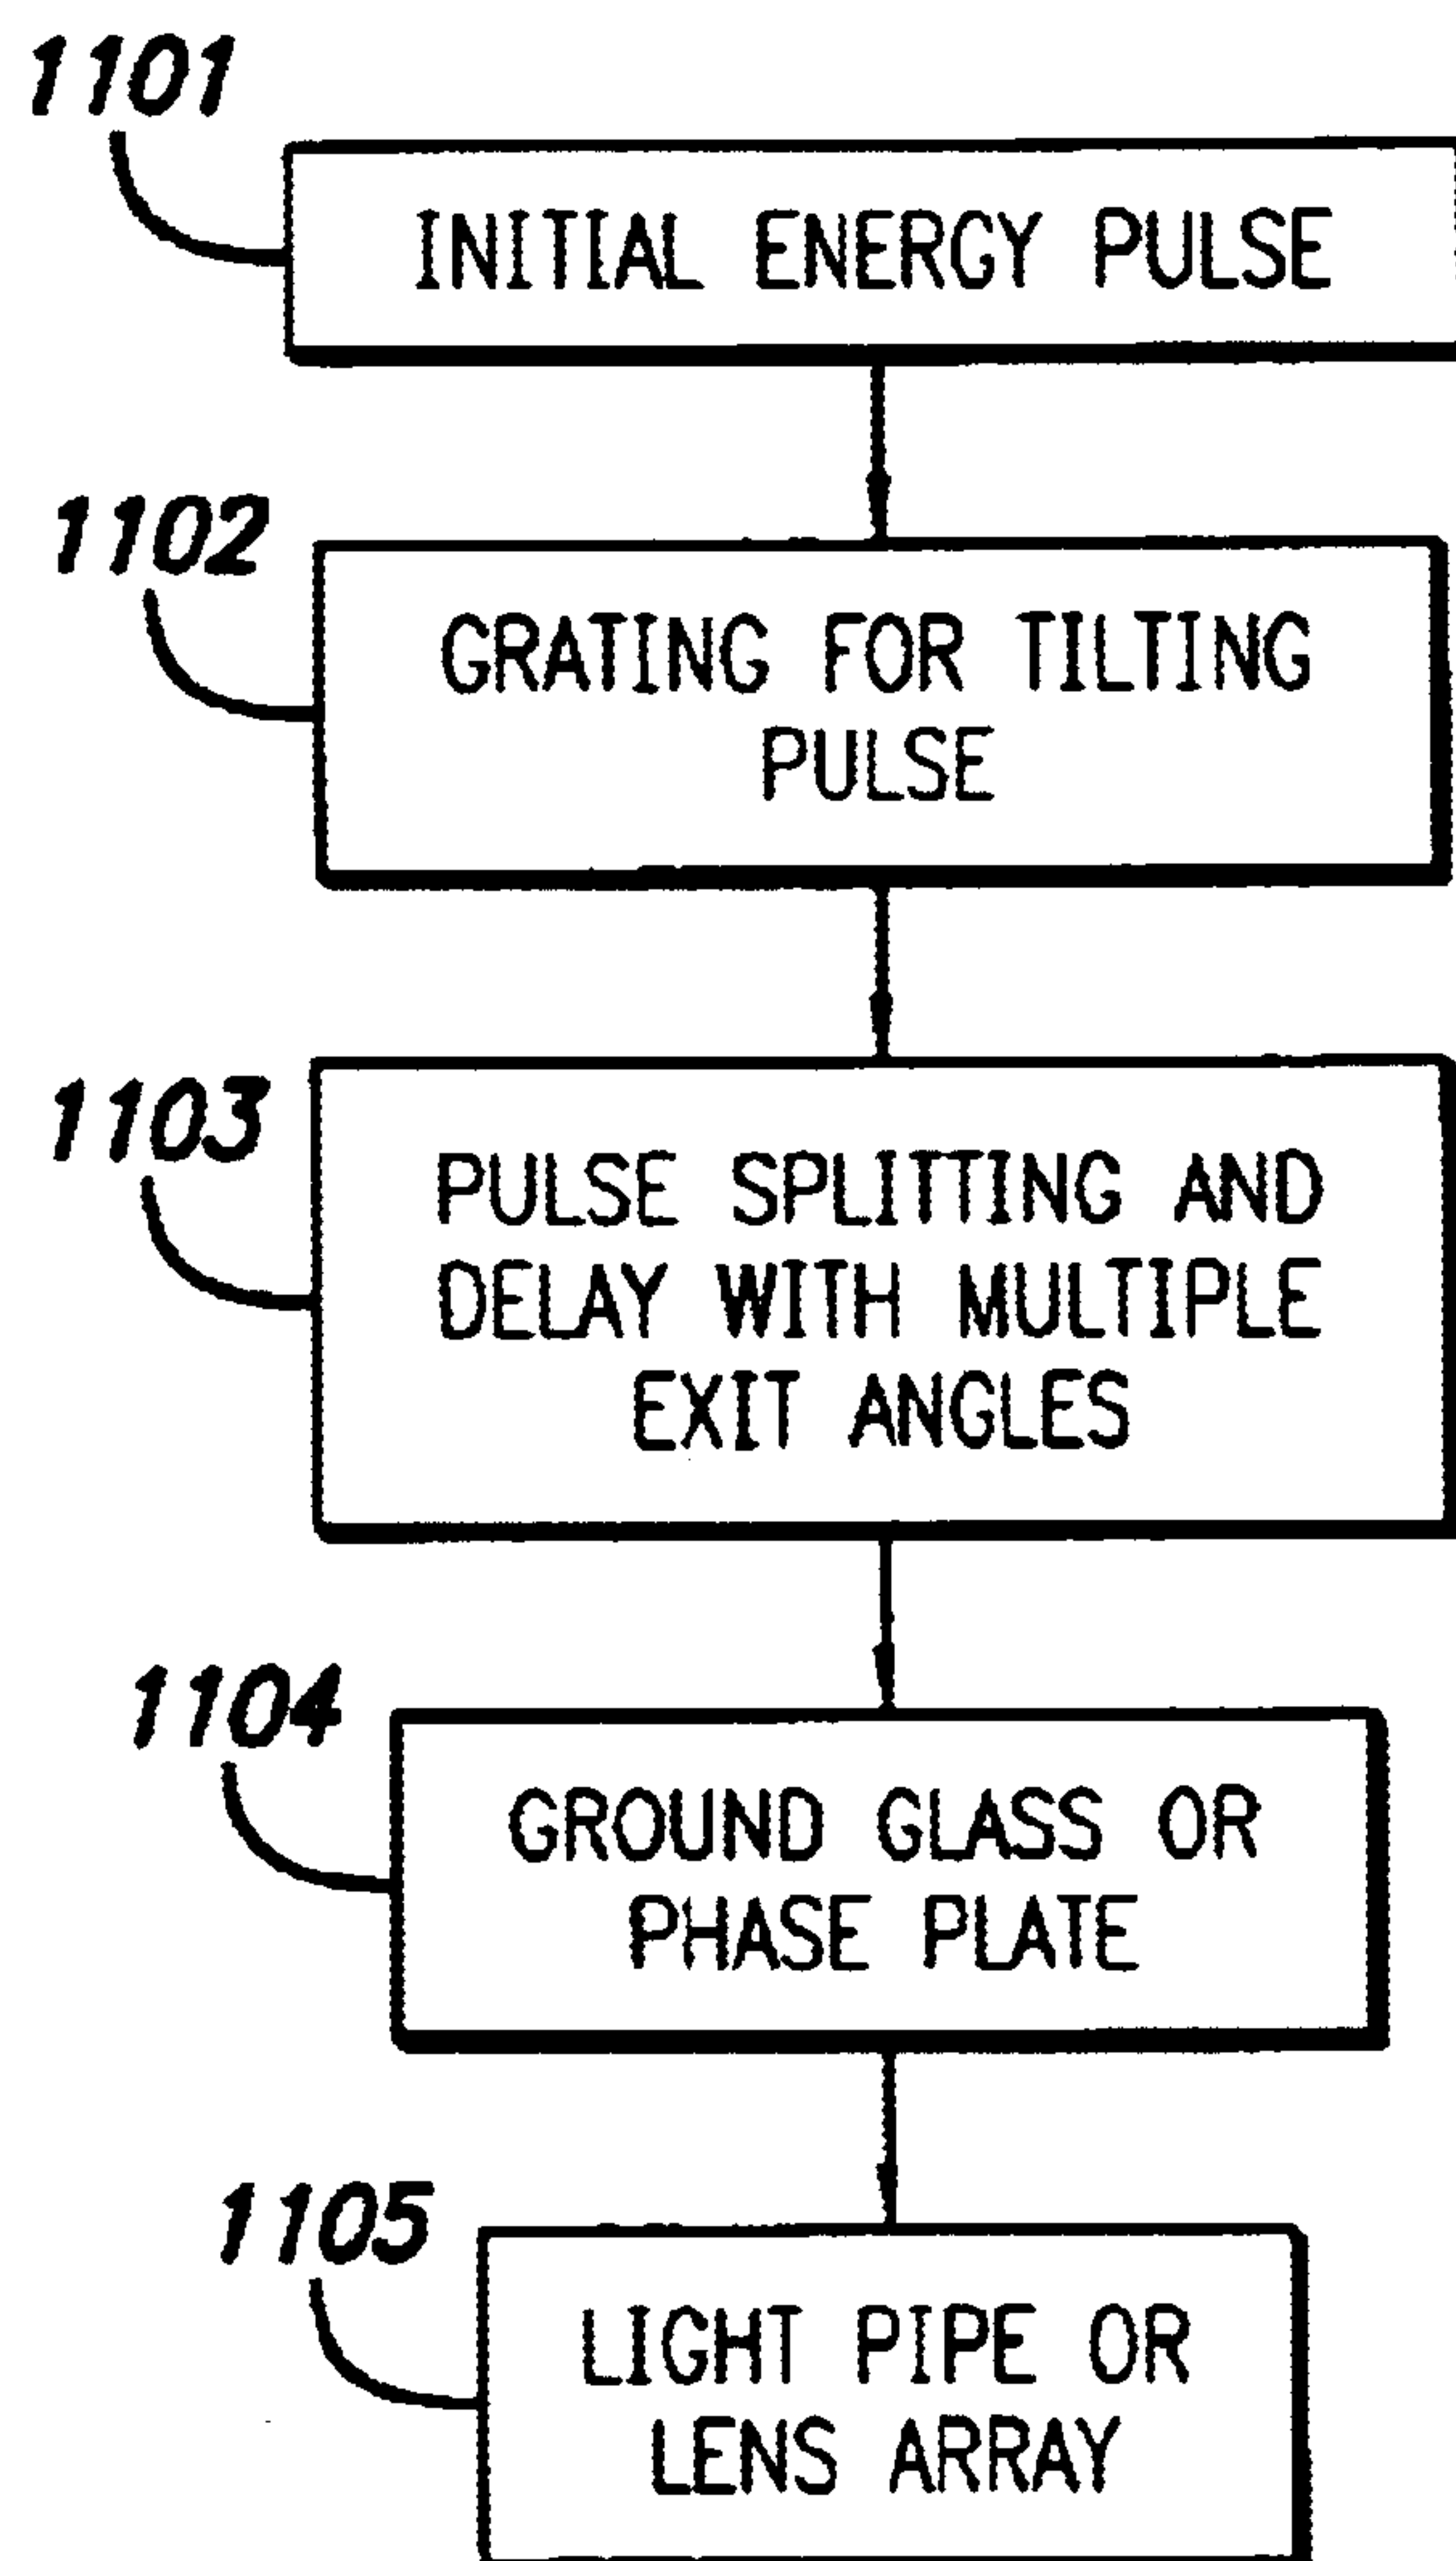 1101
INITIAL ENERGY PULSE
1102
GRATING FOR TILTING
PULSE
1103
PULSE SPLITTING AND
DELAY WITH MULTIPLE
EXIT ANGLES
1104
GROUND GLASS OR
PHASE PLATE
1105
LIGHT PIPE OR
LENS ARRAY